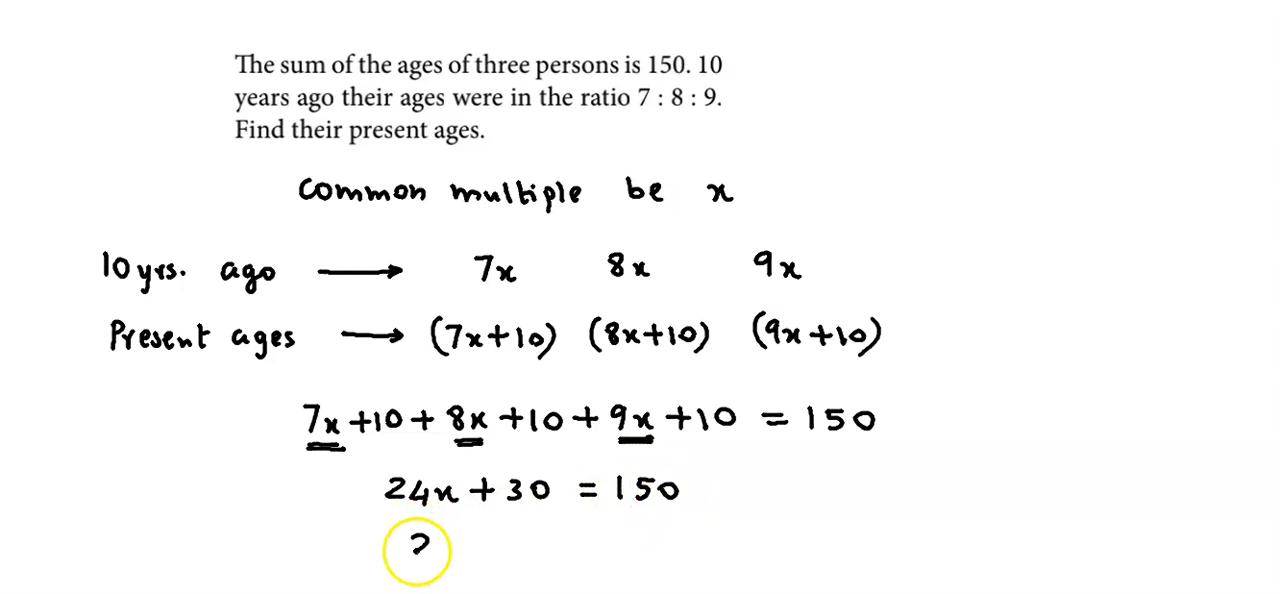 The sum of the ages of three persons is 150. 10
years ago their ages were in the ratio 7 : 8 : 9.
Find their present ages.
Common multiple be x
10 yrs. ago → 7x 8x 9x
Present ages → (7x+10) (8x+10) (9x+10)
7x+10+8x+10+9x+10 = 150
24x+30 = 150
2